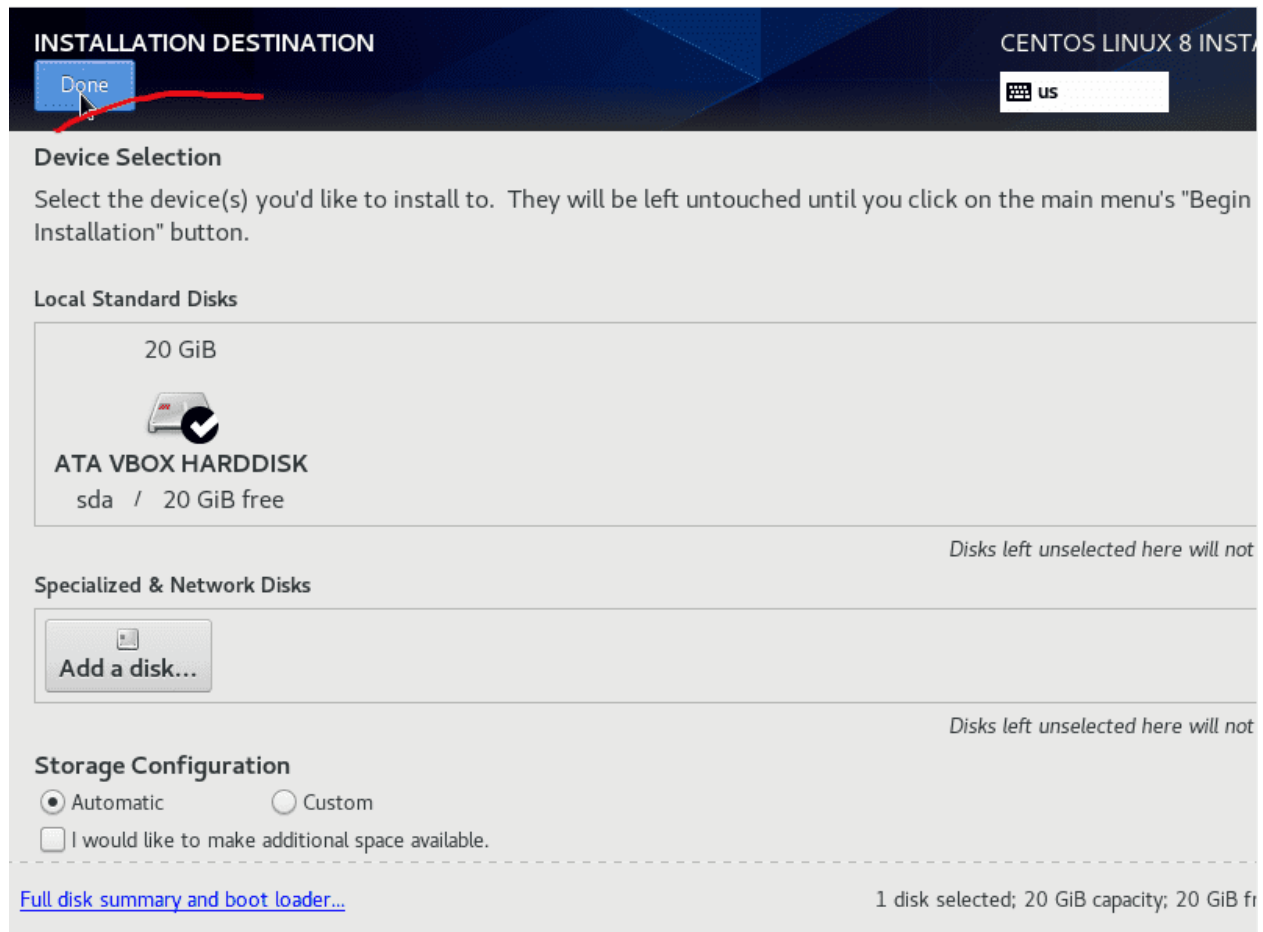 INSTALLATION DESTINATION
CENTOS LINUX 8 INST
Done
us
Device Selection
Select the device(s) you'd like to install to.  They will be left untouched until you click on the main menu's "Begin
Installation" button.
Local Standard Disks
20 GiB
ATA VBOX HARDDISK
sda / 20 GiB free
Disks left unselected here will not
Specialized & Network Disks
Add a disk...
Disks left unselected here will not
Storage Configuration
Automatic Custom
I would like to make additional space available.
Full disk summary and boot loader...
1 disk selected; 20 GiB capacity; 20 GiB fr